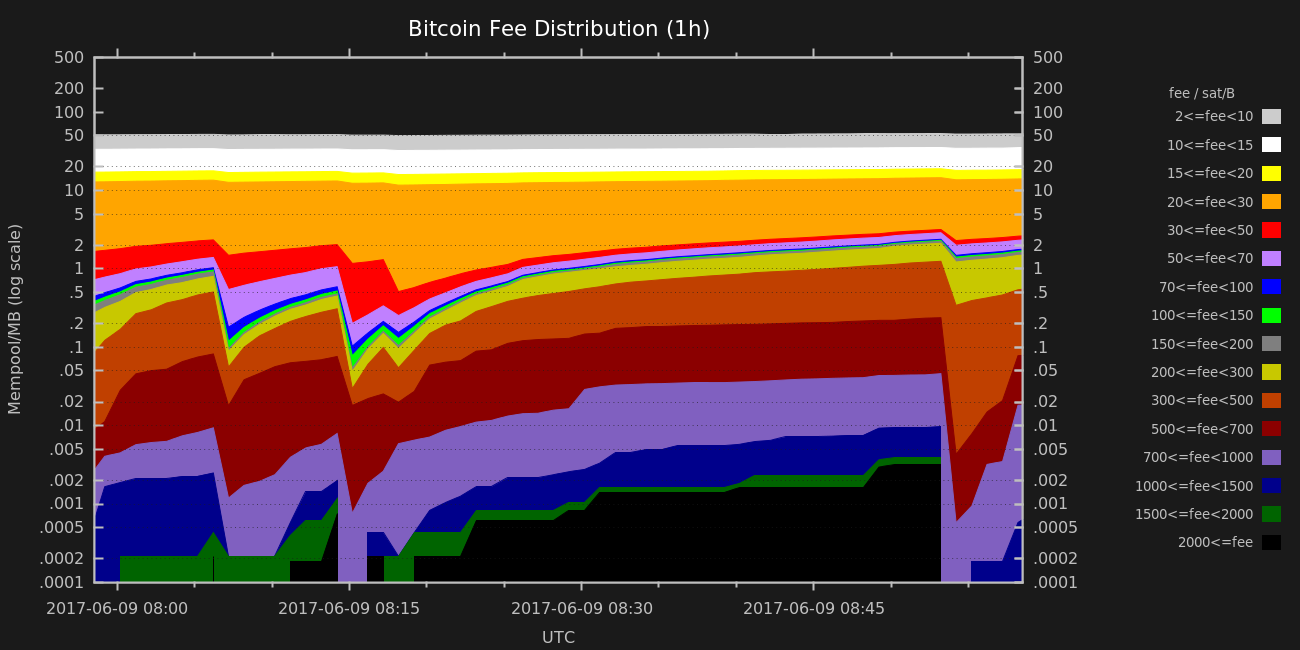 Bitcoin Fee Distribution (1h)
500
200
100
50
20
10
5
2
1
.5
.2
.1
.05
.02
.01
.005
.002
.001
.0005
.0002
.0001
Mempool/MB (log scale)
500
200
100
50
20
10
5
2
1
.5
.2
.1
.05
.02
.01
.005
.002
.001
.0005
.0002
.0001
2017-06-09 08:00
2017-06-09 08:15
2017-06-09 08:30
2017-06-09 08:45
UTC
fee / sat/B
2<=fee<10
10<=fee<15
15<=fee<20
20<=fee<30
30<=fee<50
50<=fee<70
70<=fee<100
100<=fee<150
150<=fee<200
200<=fee<300
300<=fee<500
500<=fee<700
700<=fee<1000
1000<=fee<1500
1500<=fee<2000
2000<=fee